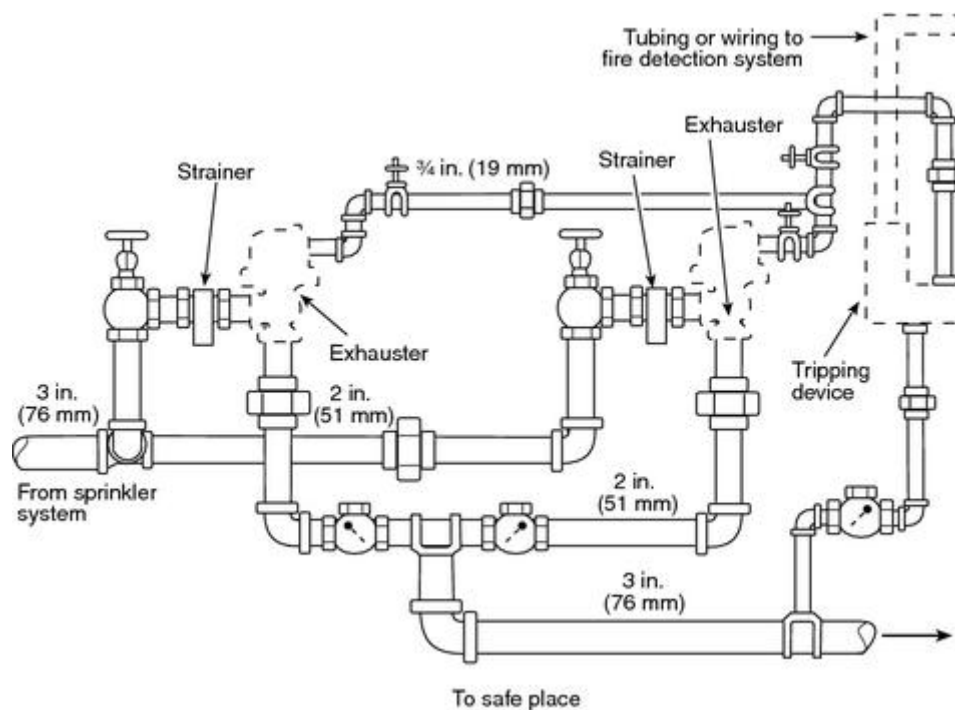 Tubing or wiring to
fire detection system
Exhauster
Strainer
¾ in. (19 mm)
Strainer
Exhauster
Tripping
device
3 in.
(76 mm)
2 in.
(51 mm)
From sprinkler
system
2 in.
(51 mm)
3 in.
(76 mm)
To safe place